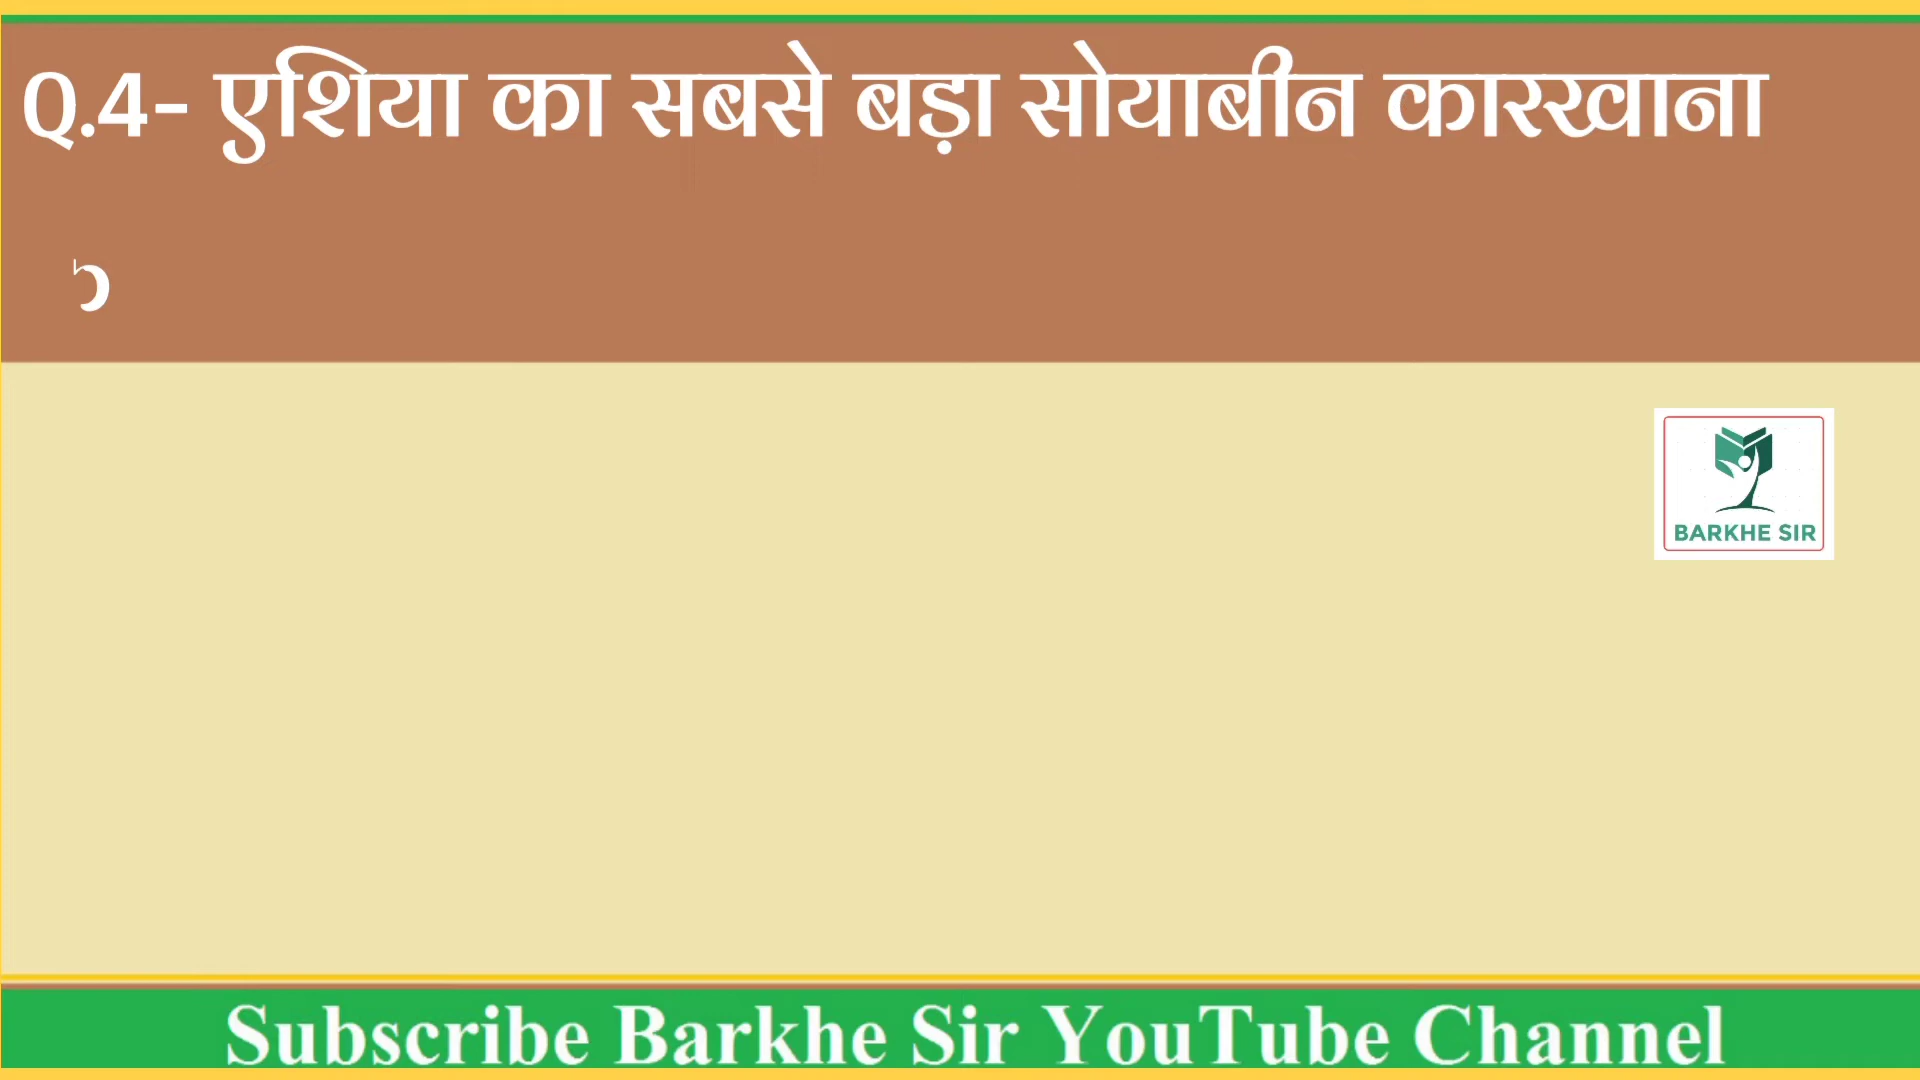 Q.4- एशिया का सबसे बड़ा सोयाबीन कारखाना
BARKHE SIR
Subscribe Barkhe Sir YouTube Channel